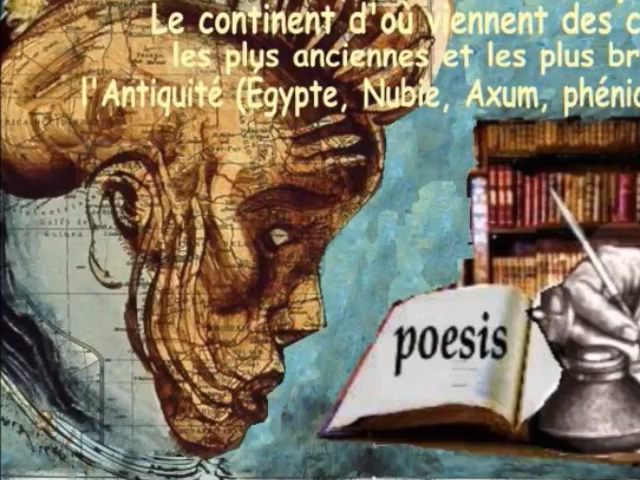 Le continent d'où viennent des
les plus anciennes et les plus
l'Antiquité (Égypte, Nubie, Axum,
poesis